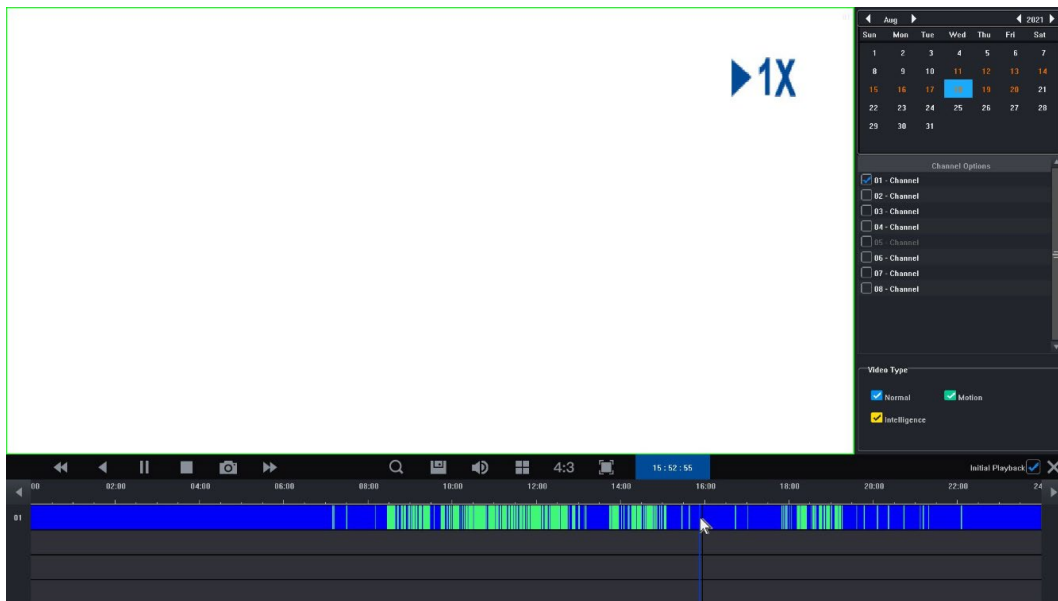 ▶1X
Aug 2021
Sun Mon Tue Wed Thu Fri Sat
1 2 3 4 5 6 7
8 9 10 11 12 13 14
15 16 17 18 19 20 21
22 23 24 25 26 27 28
29 30 31
Channel Options
01 - Channel
02 - Channel
03 - Channel
04 - Channel
05 - Channel
06 - Channel
07 - Channel
08 - Channel
Video Type
Normal
Motion
Intelligence
4:3
15 : 52 : 55
Initial Playback
00 02:00 04:00 06:00 08:00 10:00 12:00 14:00 16:00 18:00 20:00 22:00 24
01